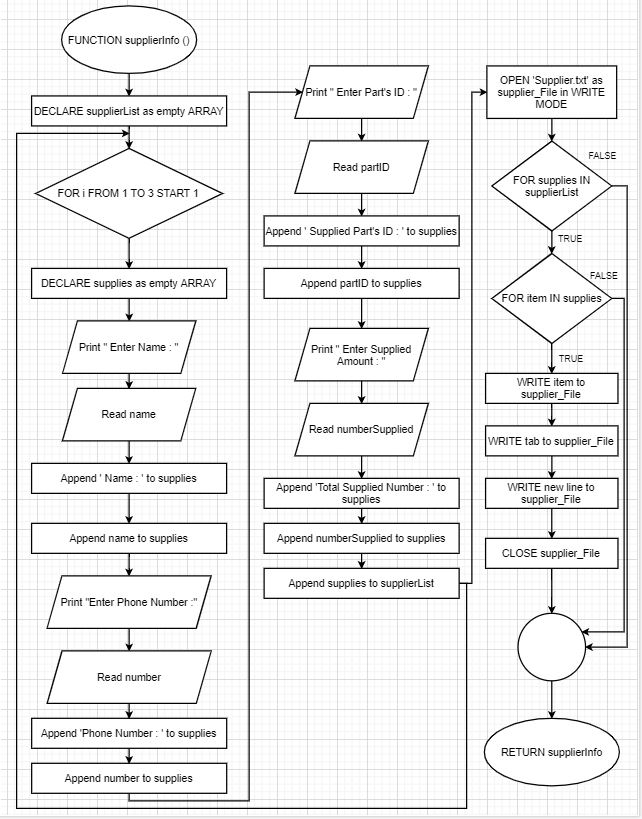 FUNCTION supplierInfo ()
DECLARE supplierList as empty ARRAY
FOR i FROM 1 TO 3 START 1
DECLARE supplies as empty ARRAY
Print " Enter Name : "
Read name
Append ' Name : ' to supplies
Append name to supplies
Print "Enter Phone Number :"
Read number
Append 'Phone Number : ' to supplies
Append number to supplies
Print " Enter Part's ID : "
Read partID
Append ' Supplied Part's ID : ' to supplies
Append partID to supplies
Print " Enter Supplied
Amount : "
Read numberSupplied
Append 'Total Supplied Number : ' to
supplies
Append numberSupplied to supplies
Append supplies to supplierList
OPEN 'Supplier.txt' as
supplier_File in WRITE
MODE
FALSE
FOR supplies IN
supplierList
TRUE
FALSE
FOR item IN supplies
TRUE
WRITE item to
supplier_File
WRITE tab to supplier_File
WRITE new line to
supplier_File
CLOSE supplier_File
RETURN supplierInfo